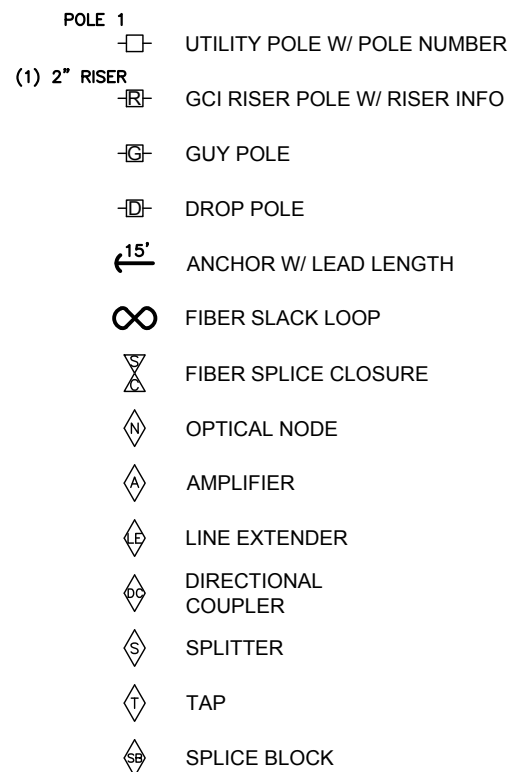 POLE 1
UTILITY POLE W/ POLE NUMBER
(1) 2" RISER
R GCI RISER POLE W/ RISER INFO
G GUY POLE
D DROP POLE
15' ANCHOR W/ LEAD LENGTH
FIBER SLACK LOOP
S
C
FIBER SPLICE CLOSURE
N OPTICAL NODE
A AMPLIFIER
LE LINE EXTENDER
DC DIRECTIONAL
COUPLER
S SPLITTER
T TAP
SB SPLICE BLOCK